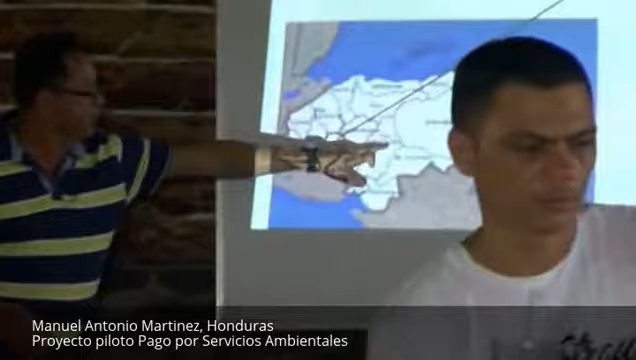 Manuel Antonio Martinez, Honduras
Proyecto piloto Pago por Servicios Ambientales